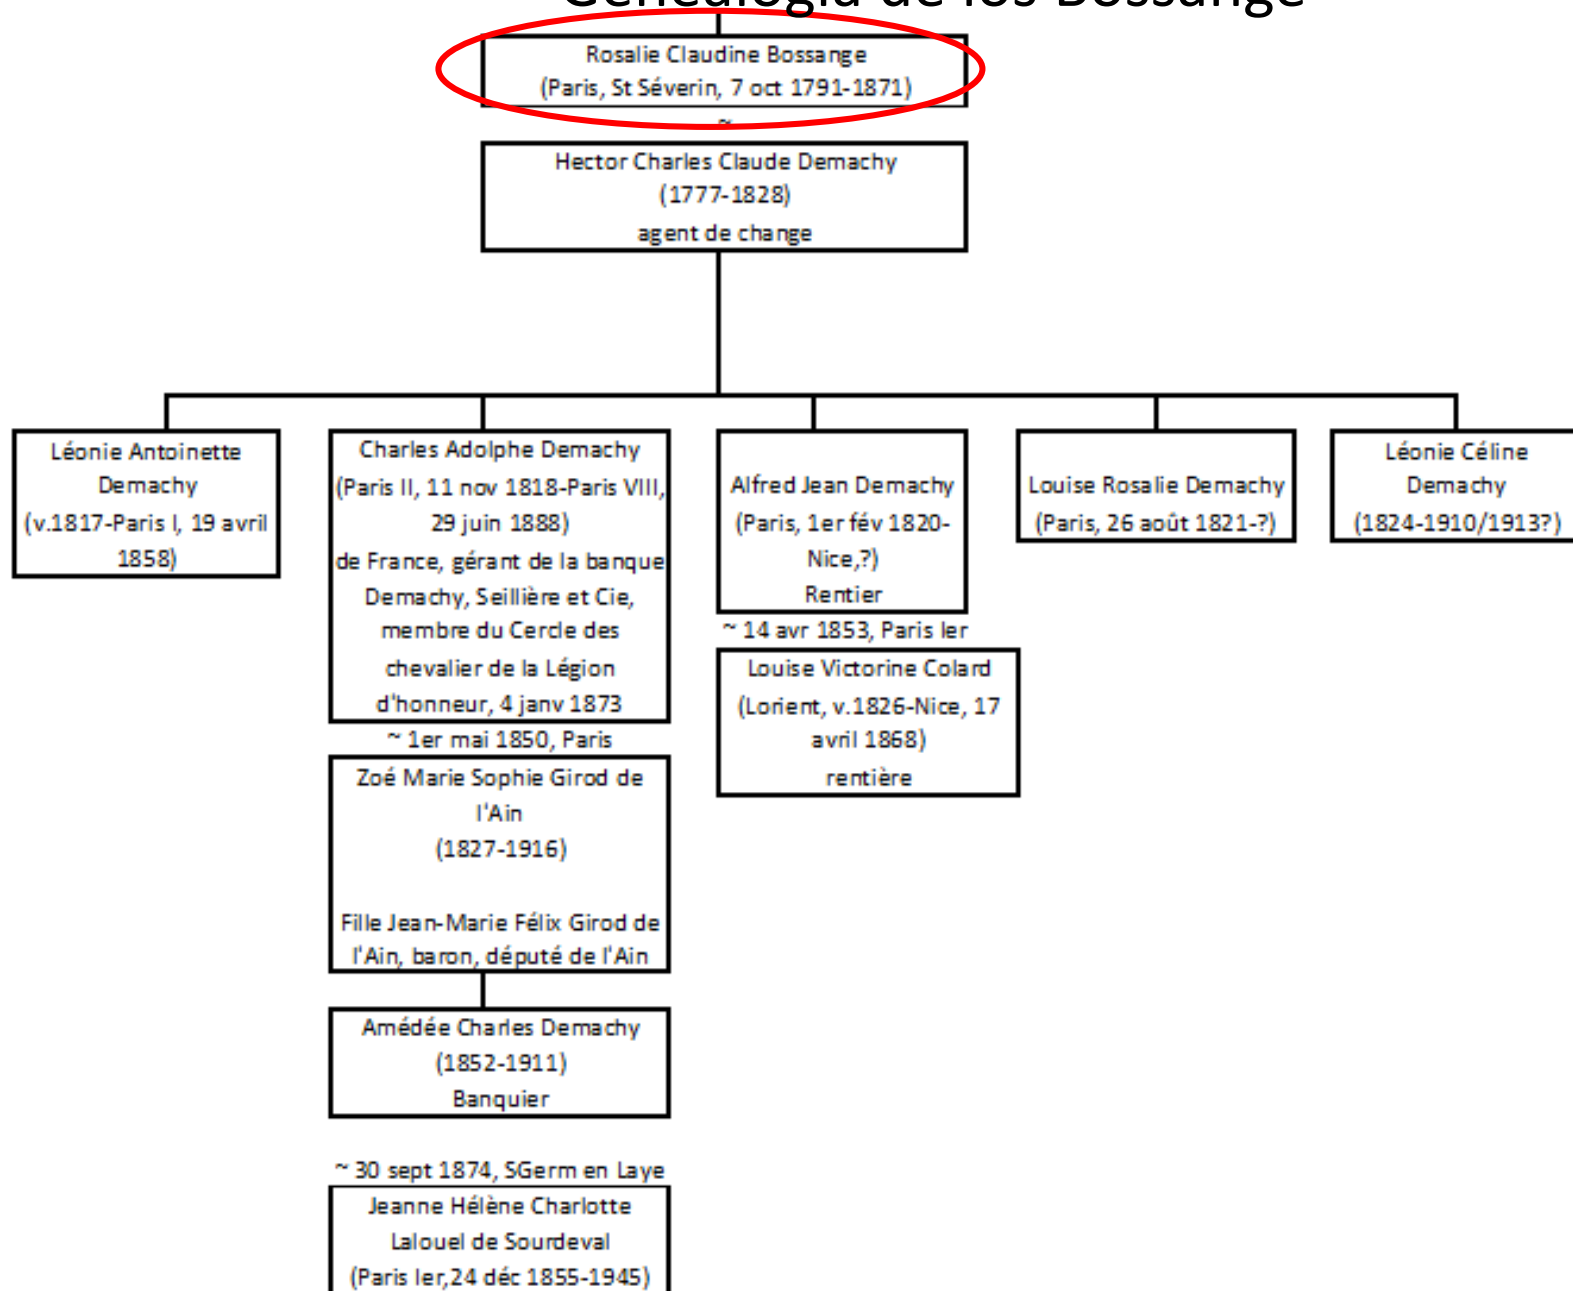 Genealogía de los Bossange
Rosalie Claudine Bossange
(Paris, St Séverin, 7 oct 1791-1871)
~
Hector Charles Claude Demachy
(1777-1828)
agent de change
Léonie Antoinette
Demachy
(v.1817-Paris I, 19 avril
1858)
Charles Adolphe Demachy
(Paris II, 11 nov 1818-Paris VIII,
29 juin 1888)
de France, gérant de la banque
Demachy, Seillière et Cie,
membre du Cercle des
chevalier de la Légion
d'honneur, 4 janv 1873
~ 1er mai 1850, Paris
Zoé Marie Sophie Girod de
l'Ain
(1827-1916)
Fille Jean-Marie Félix Girod de
l'Ain, baron, député de l'Ain
Amédée Charles Demachy
(1852-1911)
Banquier
~ 30 sept 1874, SGerm en Laye
Jeanne Hélène Charlotte
Lalouel de Sourdeval
(Paris Ier,24 déc 1855-1945)
Alfred Jean Demachy
(Paris, 1er fév 1820-
Nice,?)
Rentier
~ 14 avr 1853, Paris Ier
Louise Victorine Colard
(Lorient, v.1826-Nice, 17
avril 1868)
rentière
Louise Rosalie Demachy
(Paris, 26 août 1821-?)
Léonie Céline
Demachy
(1824-1910/1913?)